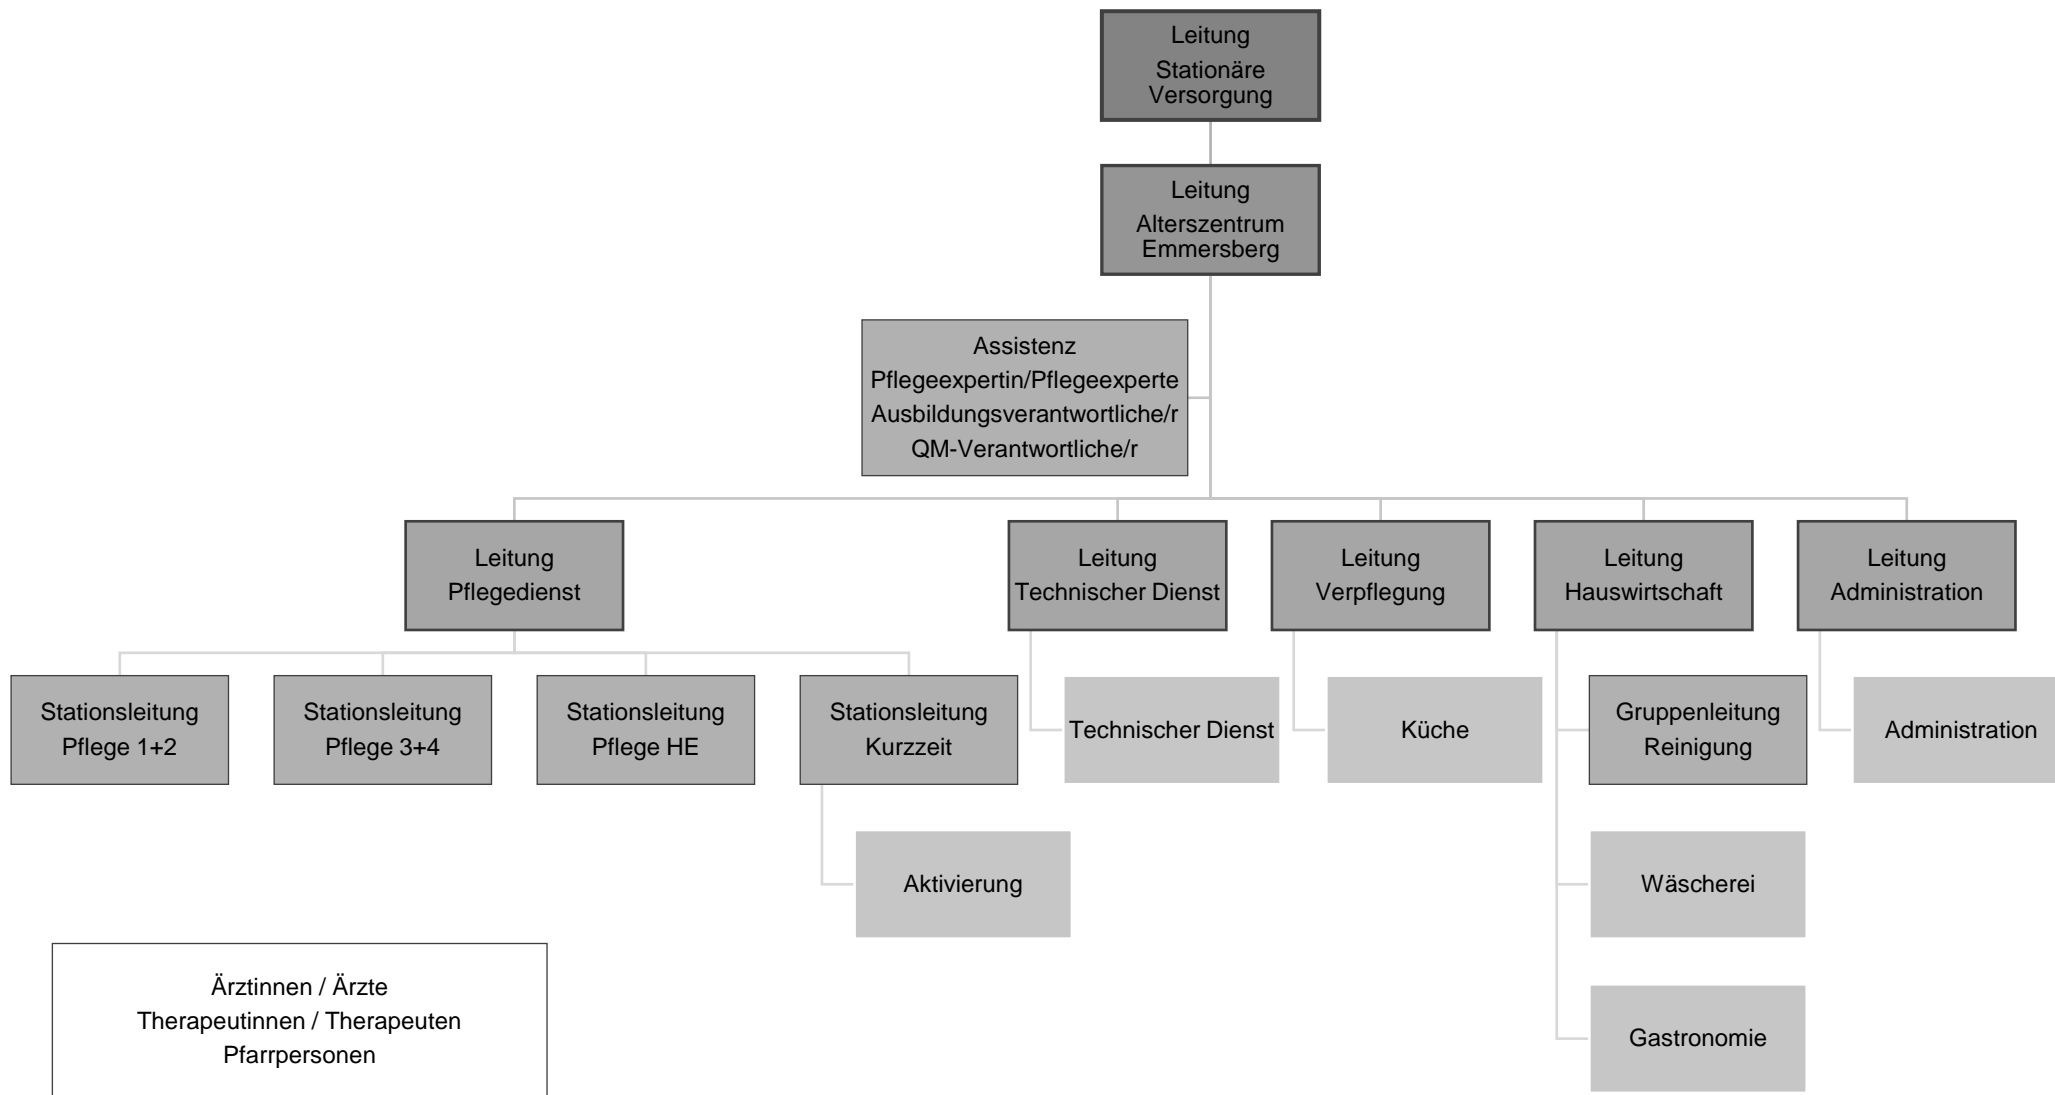 Leitung
Stationäre
Versorgung
Leitung
Alterszentrum
Emmersberg
Assistenz
Pflegeexpertin/Pflegeexperte
Ausbildungsverantwortliche/r
QM-Verantwortliche/r
Leitung
Pflegedienst
Leitung
Technischer Dienst
Leitung
Verpflegung
Leitung
Hauswirtschaft
Leitung
Administration
Stationsleitung
Pflege 1+2
Stationsleitung
Pflege 3+4
Stationsleitung
Pflege HE
Stationsleitung
Kurzzeit
Technischer Dienst
Küche
Gruppenleitung
Reinigung
Administration
Aktivierung
Wäscherei
Gastronomie
Ärztinnen / Ärzte
Therapeutinnen / Therapeuten
Pfarrpersonen